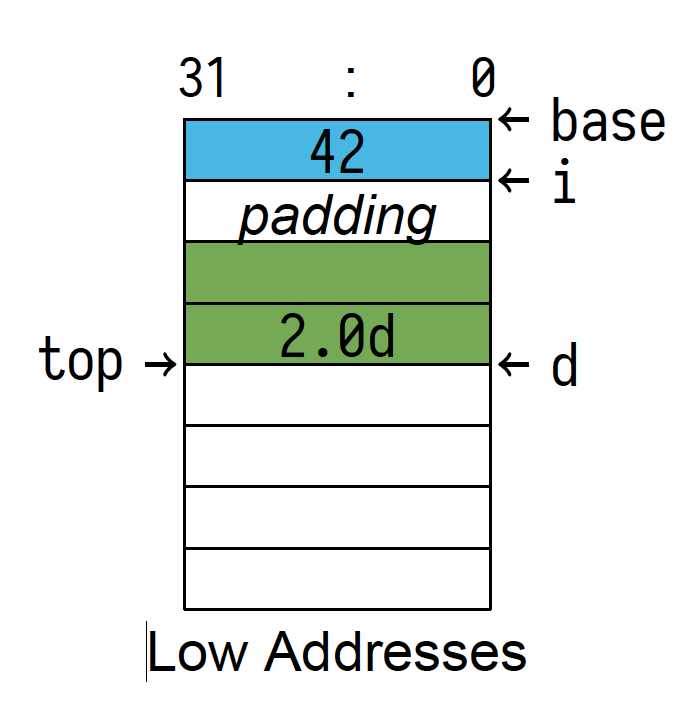 31 : 0
← base
42
← i
padding
2.0d
top →
← d
Low Addresses